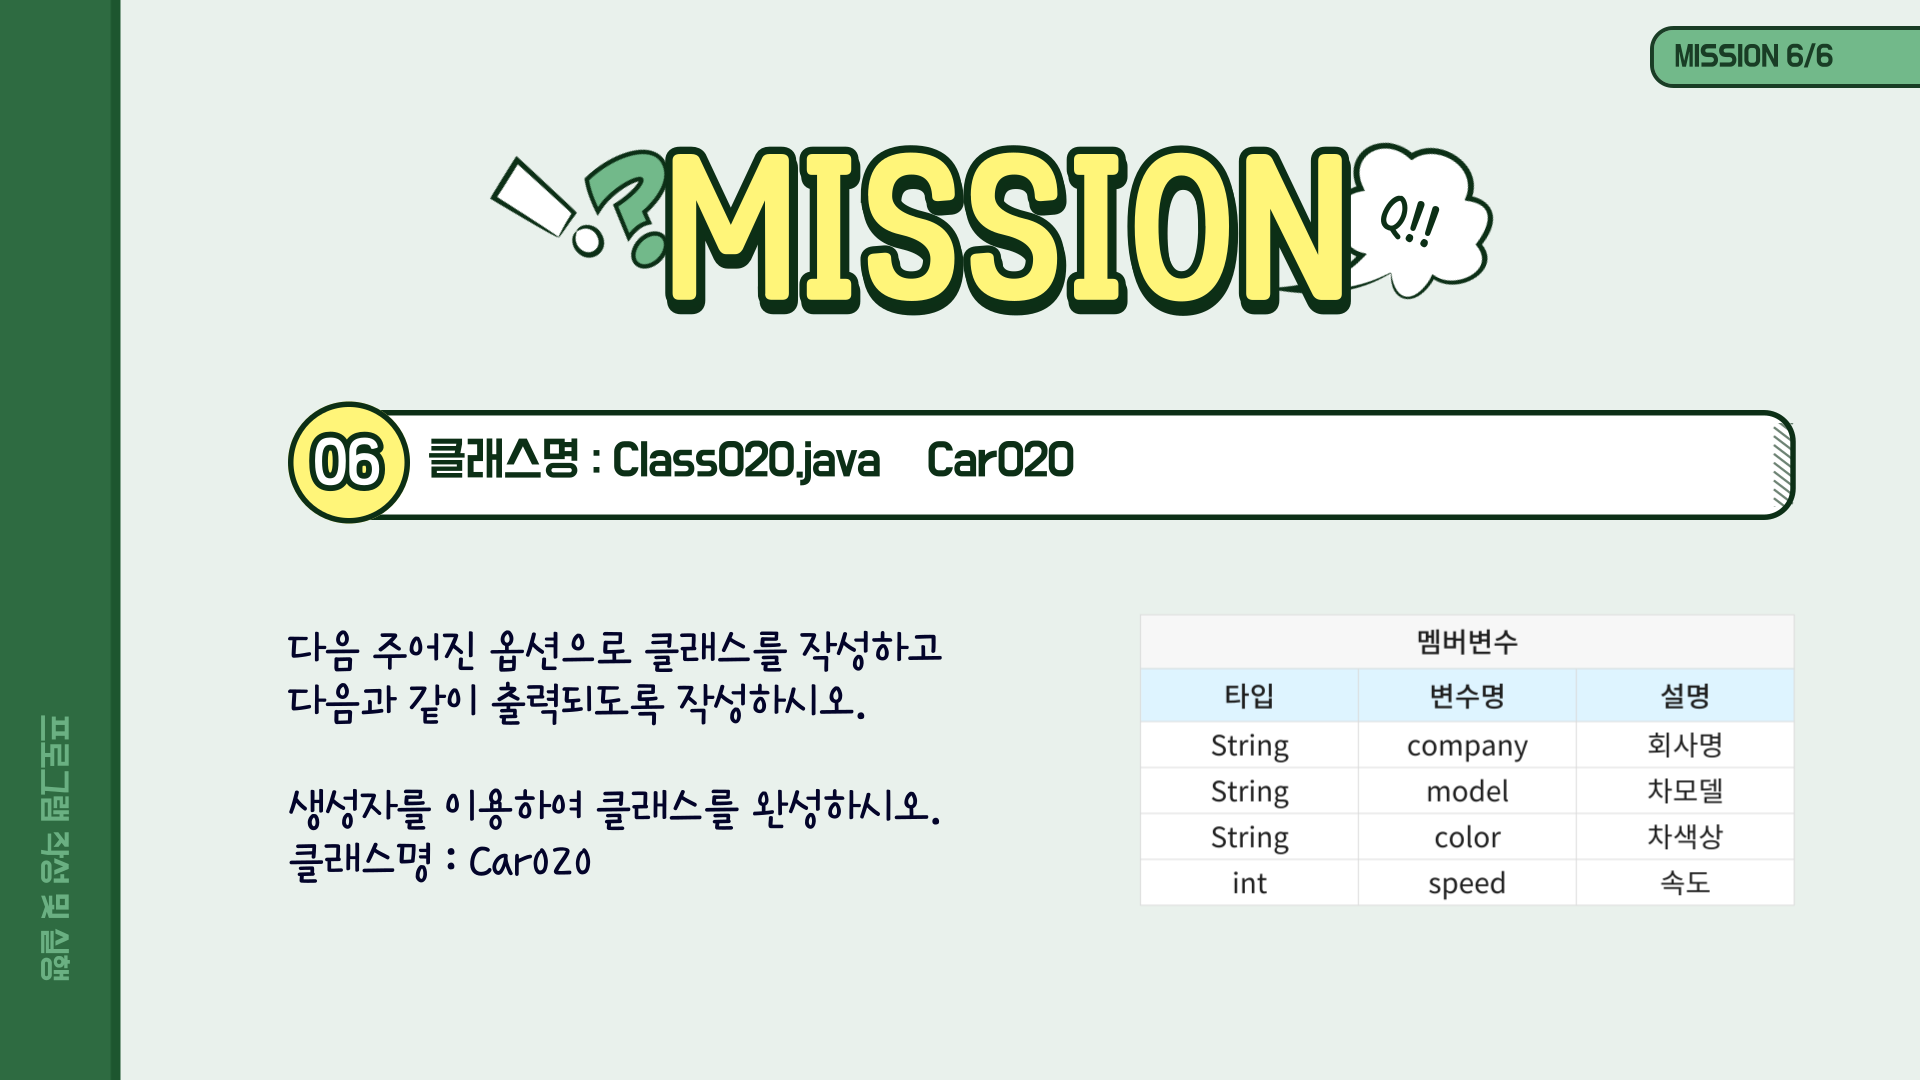 MISSION 6/6
MISSION
Q!!
06
클래스명 : Class020.java Car020
다음 주어진 옵션으로 클래스를 작성하고
다음과 같이 출력되도록 작성하시오.
생성자를 이용하여 클래스를 완성하시오.
클래스명 : Car020
멤버변수
타입 변수명 설명
String company 회사명
String model 차모델
String color 차색상
int speed 속도
프로그램 작성 및 실행